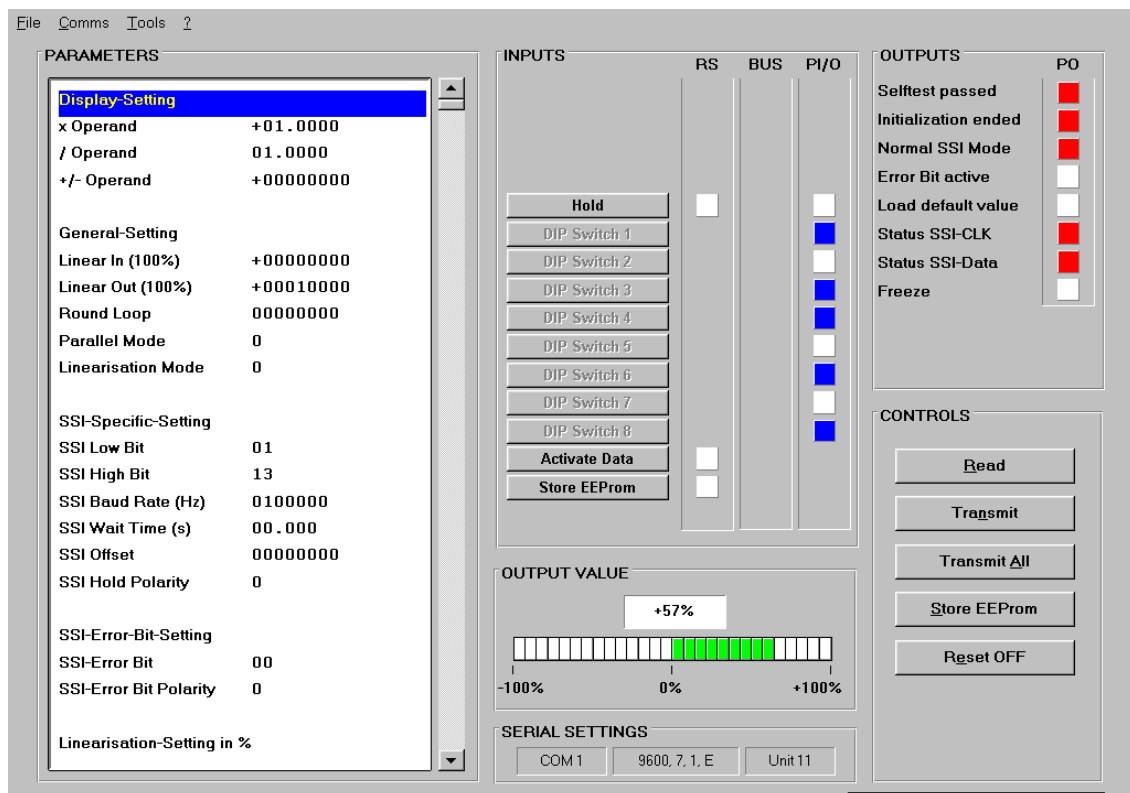 File Comms Tools ?
PARAMETERS
Display-Setting
x Operand +01.0000
/ Operand 01.0000
+/- Operand +00000000
General-Setting
Linear In (100%) +00000000
Linear Out (100%) +00010000
Round Loop 00000000
Parallel Mode 0
Linearisation Mode 0
SSI-Specific-Setting
SSI Low Bit 01
SSI High Bit 13
SSI Baud Rate (Hz) 0100000
SSI Wait Time (s) 00.000
SSI Offset 00000000
SSI Hold Polarity 0
SSI-Error-Bit-Setting
SSI-Error Bit 00
SSI-Error Bit Polarity 0
Linearisation-Setting in %
INPUTS
RS BUS PI/O
Hold
DIP Switch 1
DIP Switch 2
DIP Switch 3
DIP Switch 4
DIP Switch 5
DIP Switch 6
DIP Switch 7
DIP Switch 8
Activate Data
Store EEProm
OUTPUT VALUE
+57%
-100% 0% +100%
SERIAL SETTINGS
COM 1 9600, 7, 1, E Unit 11
OUTPUTS
PO
Selftest passed
Initialization ended
Normal SSI Mode
Error Bit active
Load default value
Status SSI-CLK
Status SSI-Data
Freeze
CONTROLS
Read
Transmit
Transmit All
Store EEProm
Reset OFF